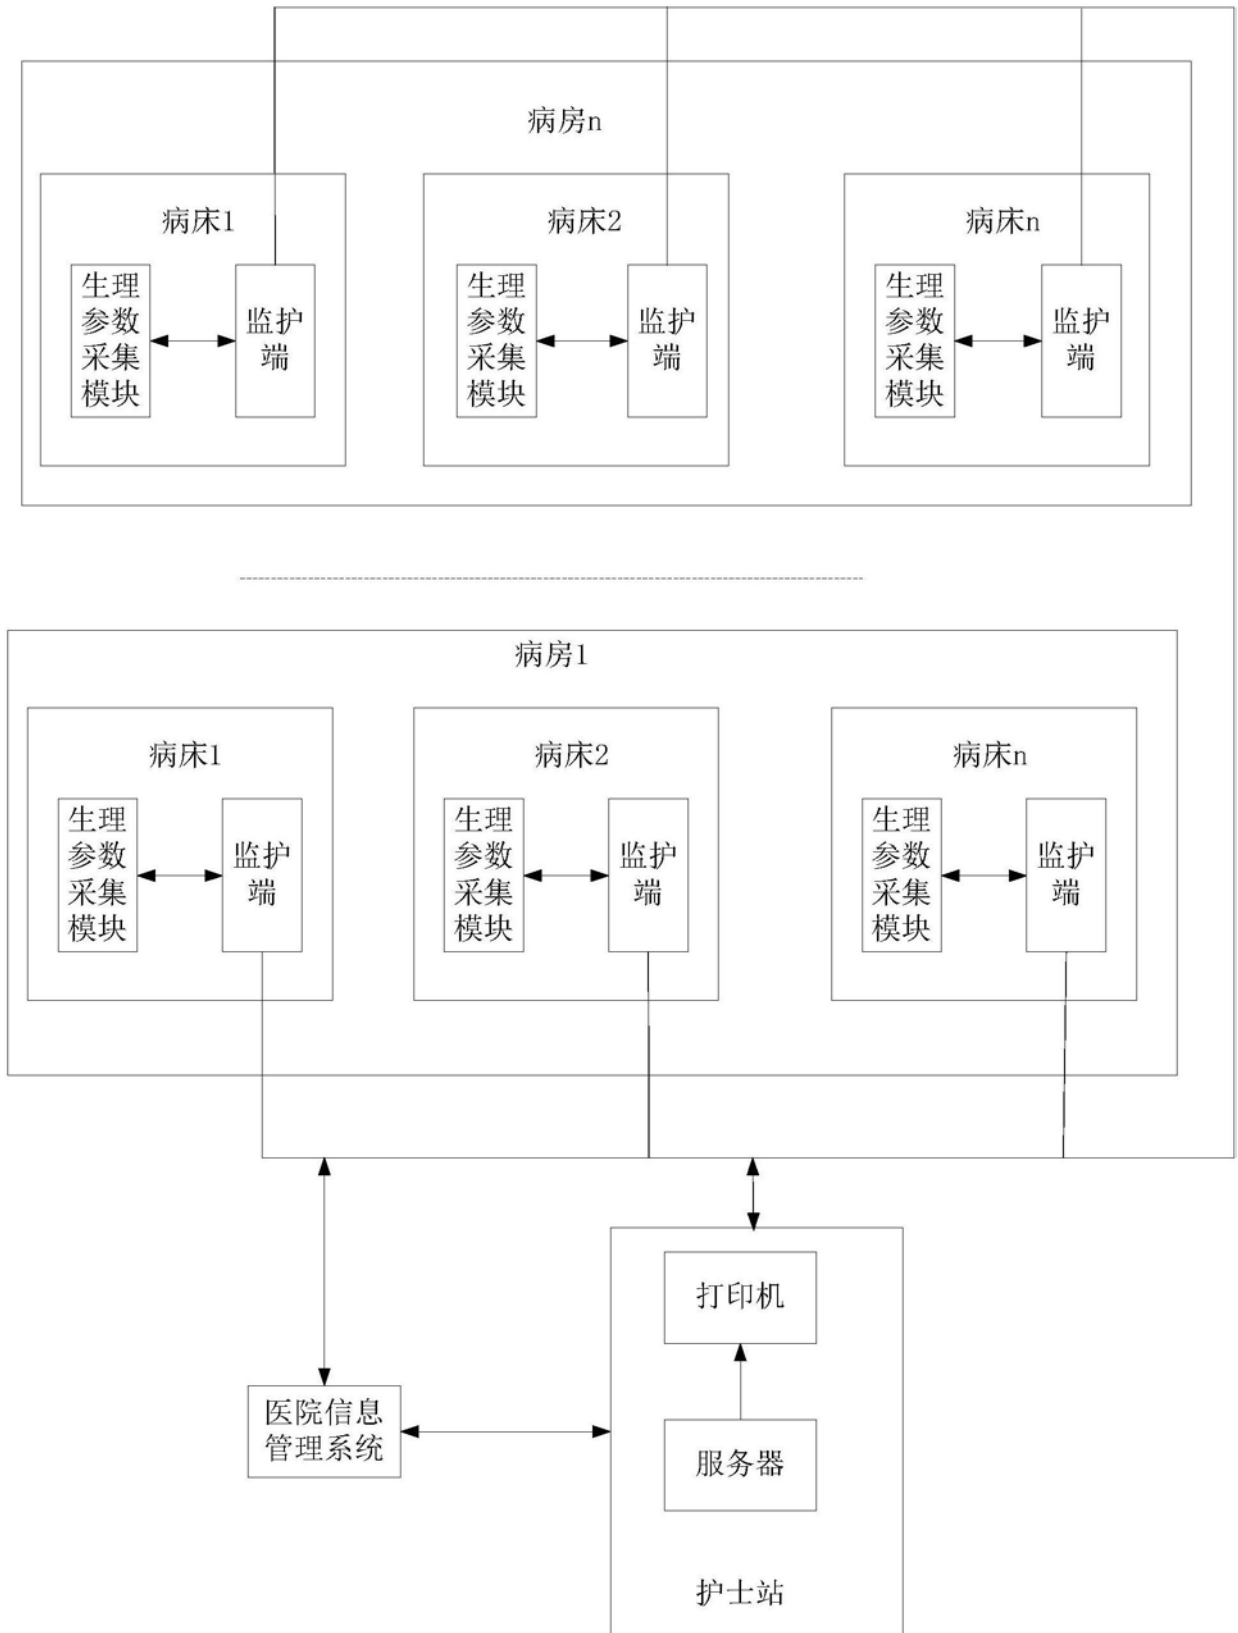 病房n
病床1
生理
参数
采集
模块
监护
端
病床2
生理
参数
采集
模块
监护
端
病床n
生理
参数
采集
模块
监护
端
病房1
病床1
生理
参数
采集
模块
监护
端
病床2
生理
参数
采集
模块
监护
端
病床n
生理
参数
采集
模块
监护
端
打印机
医院信息
管理系统
服务器
护士站